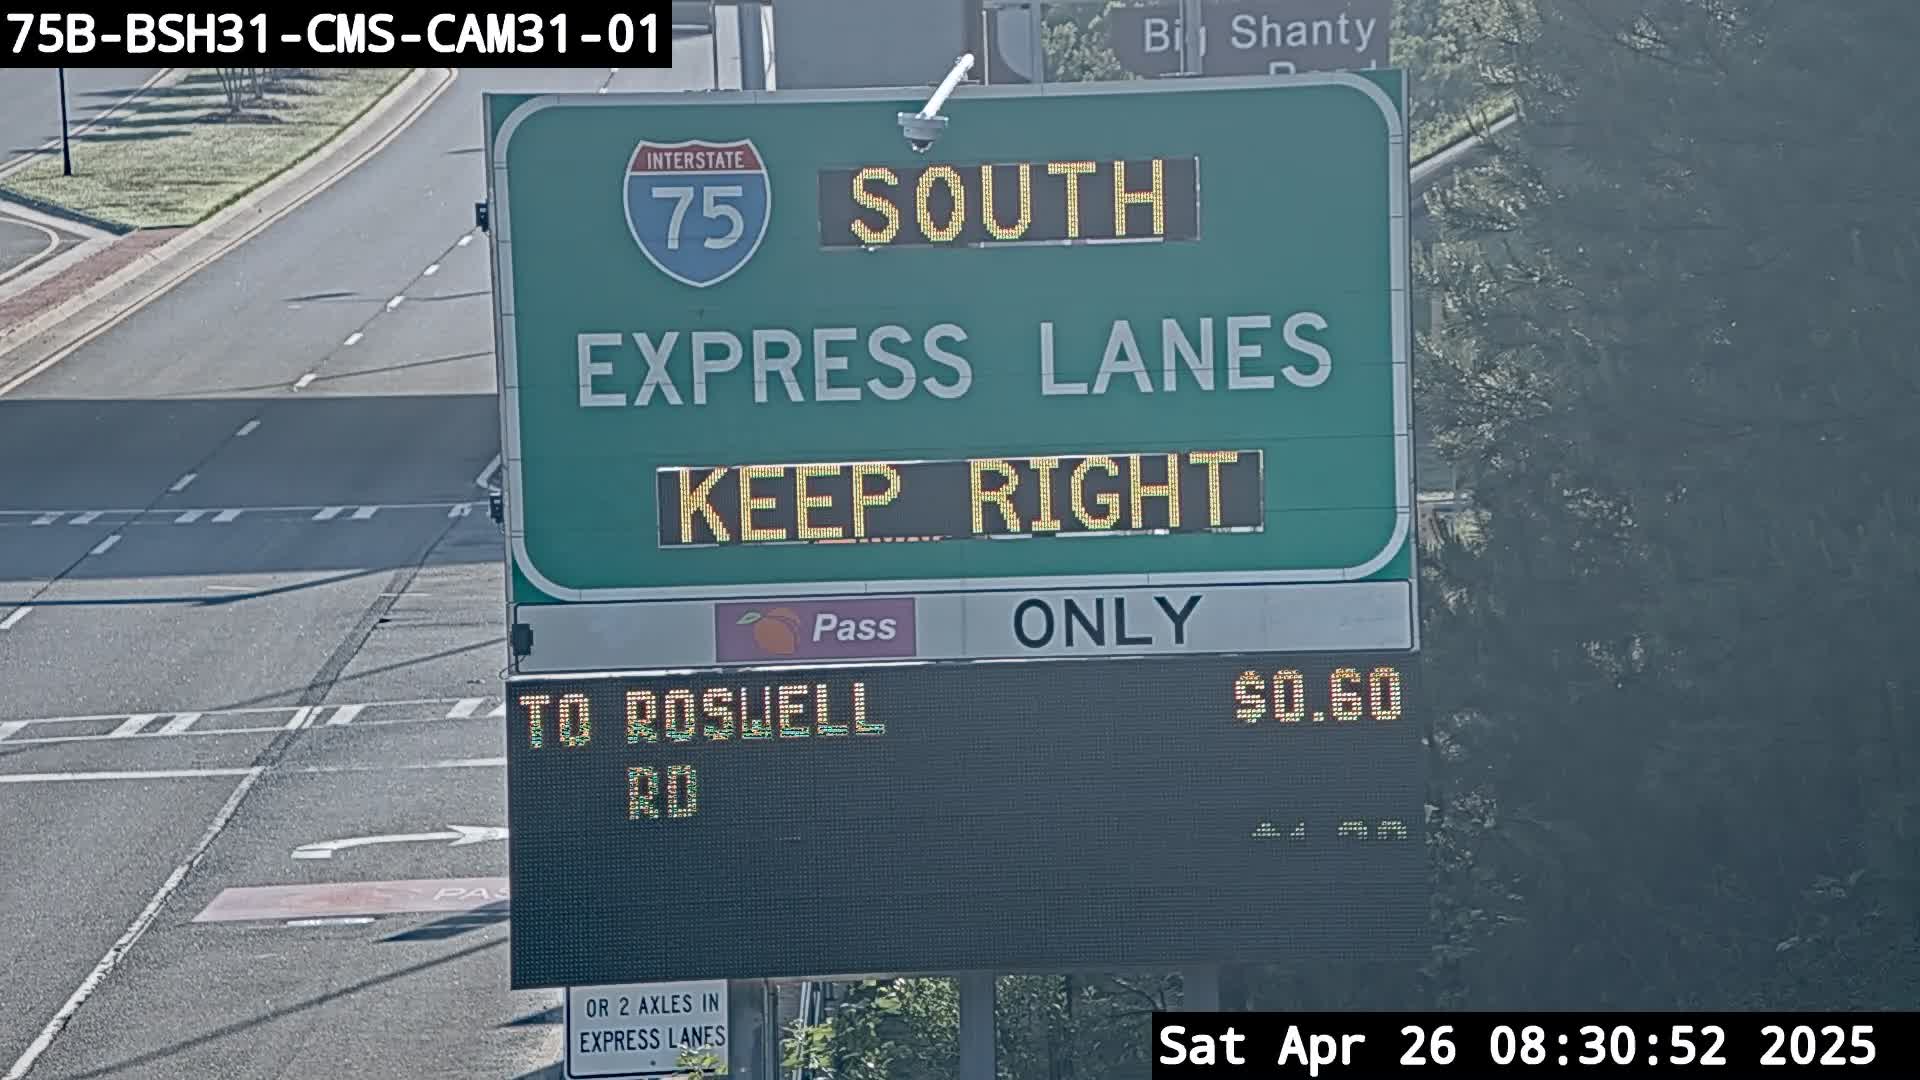 75B-BSH31-CMS-CAM31-01
Big Shanty
INTERSTATE
75
SOUTH
EXPRESS LANES
KEEP RIGHT
Pass
ONLY
TO ROSWELL $0.60
RD
OR 2 AXLES IN
EXPRESS LANES
Sat Apr 26 08:30:52 2025